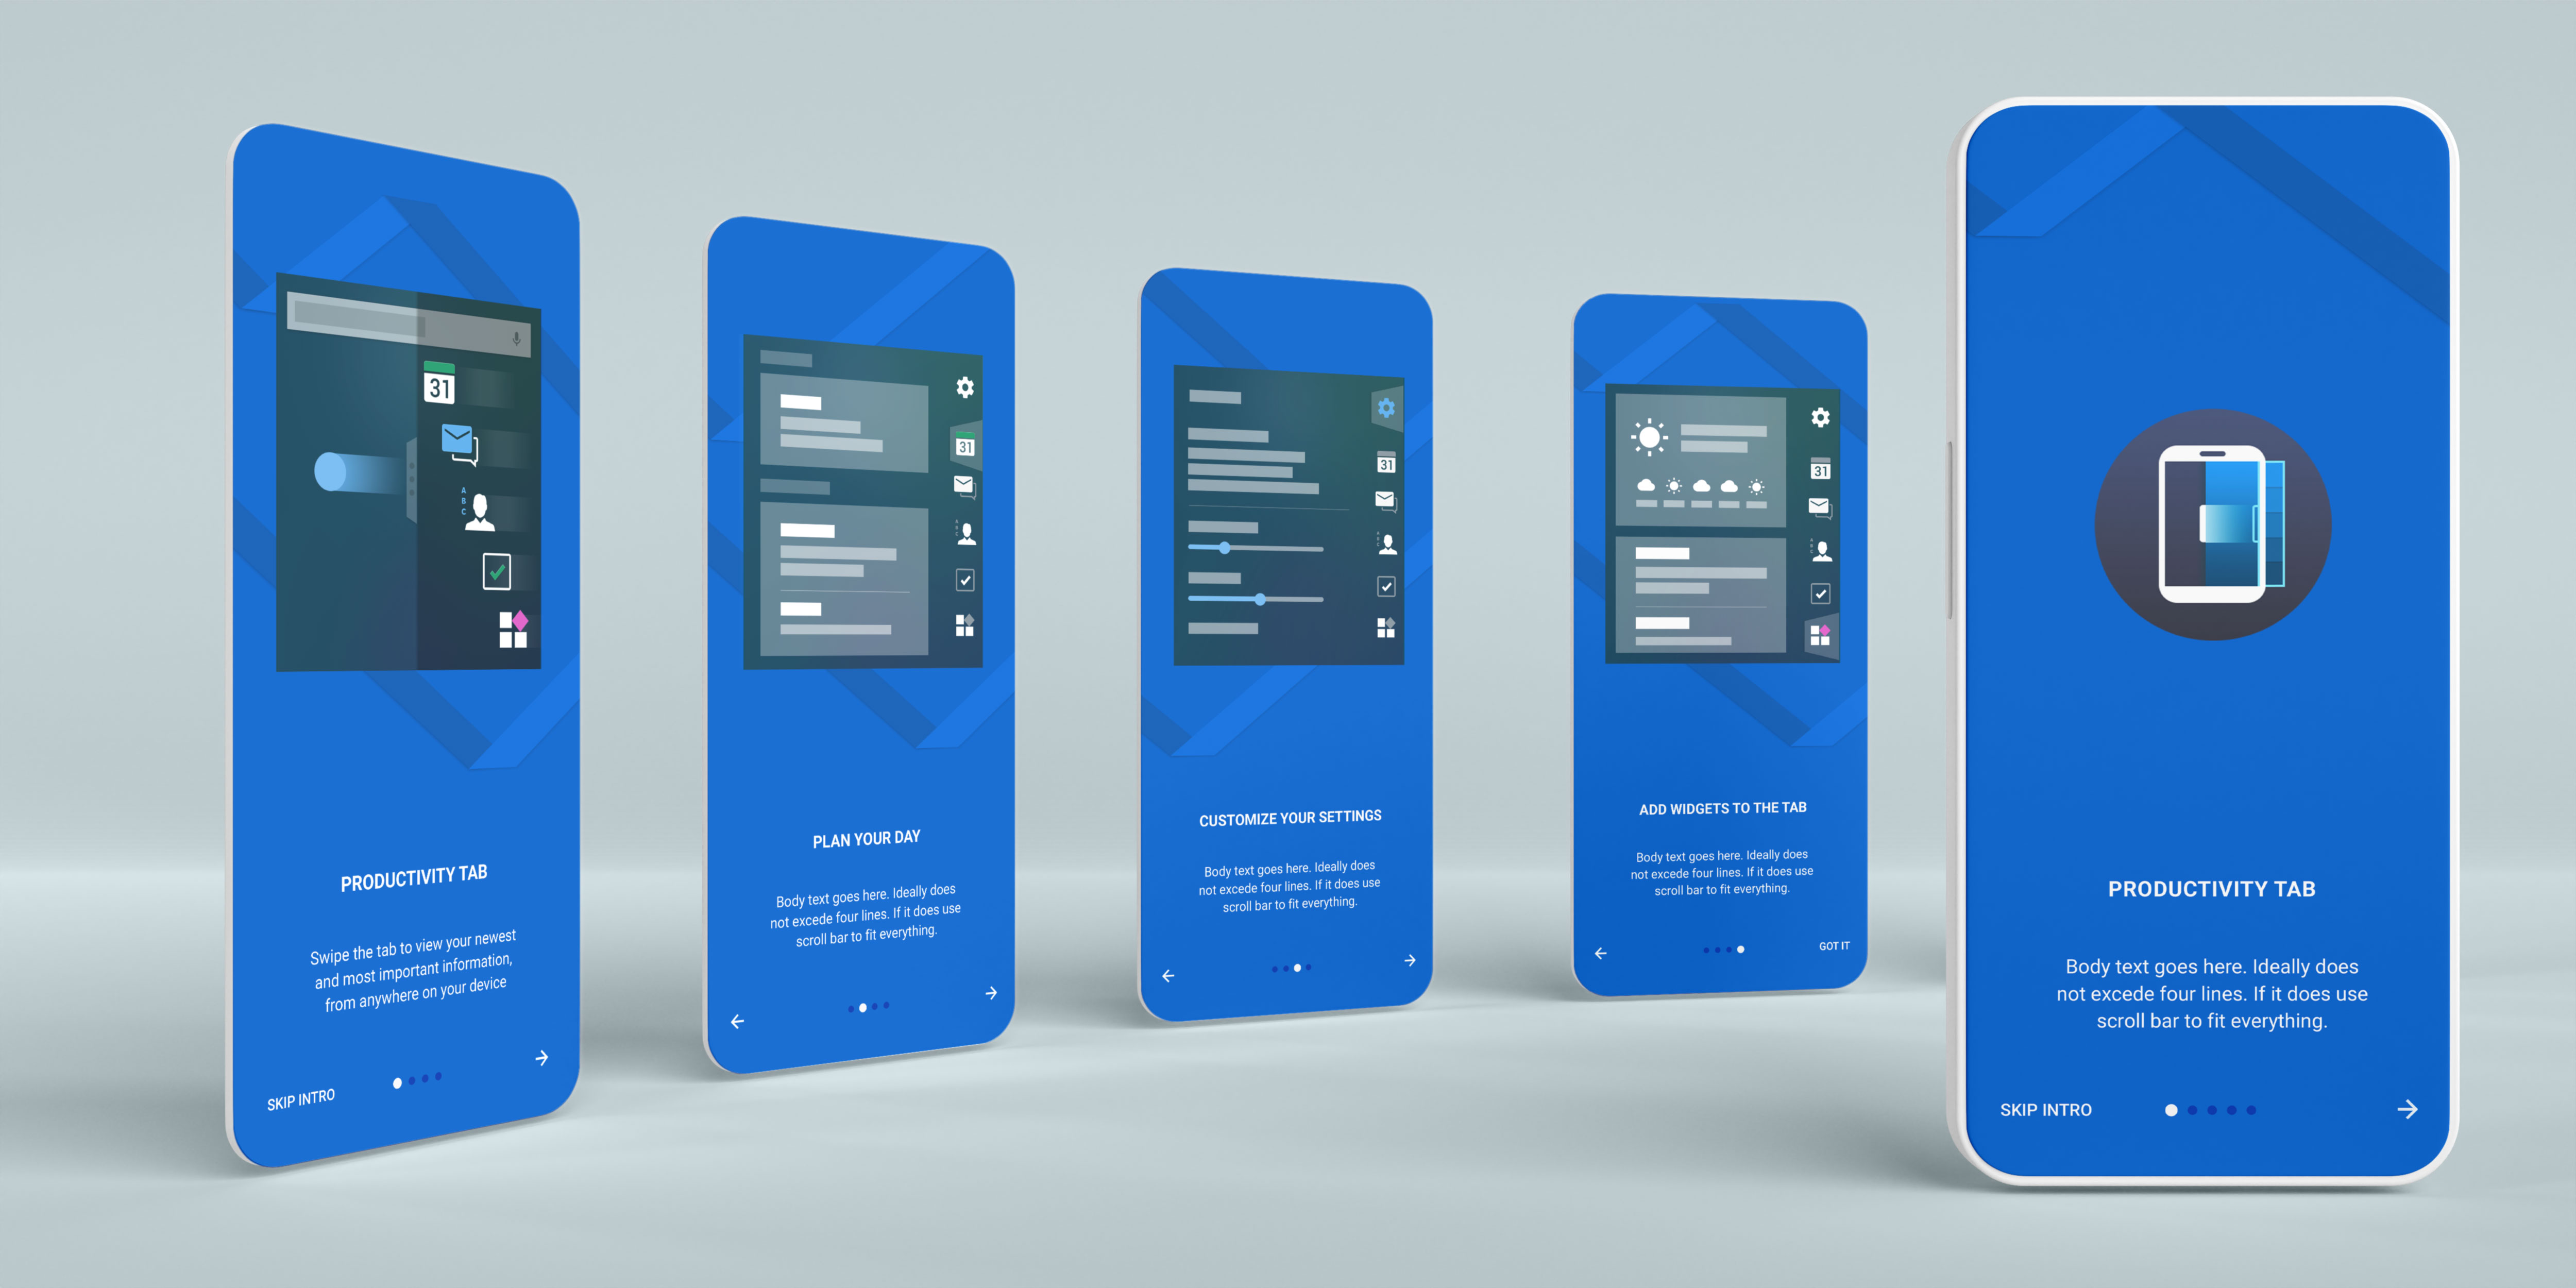 31
A
B
C
PRODUCTIVITY TAB
Swipe the tab to view your newest
and most important information,
from anywhere on your device
SKIP INTRO
31
A
B
C
PLAN YOUR DAY
Body text goes here. Ideally does
not excede four lines. If it does use
scroll bar to fit everything.
31
A
B
C
CUSTOMIZE YOUR SETTINGS
Body text goes here. Ideally does
not excede four lines. If it does use
scroll bar to fit everything.
31
A
B
C
ADD WIDGETS TO THE TAB
Body text goes here. Ideally does
not excede four lines. If it does use
scroll bar to fit everything.
GOT IT
PRODUCTIVITY TAB
Body text goes here. Ideally does
not excede four lines. If it does use
scroll bar to fit everything.
SKIP INTRO